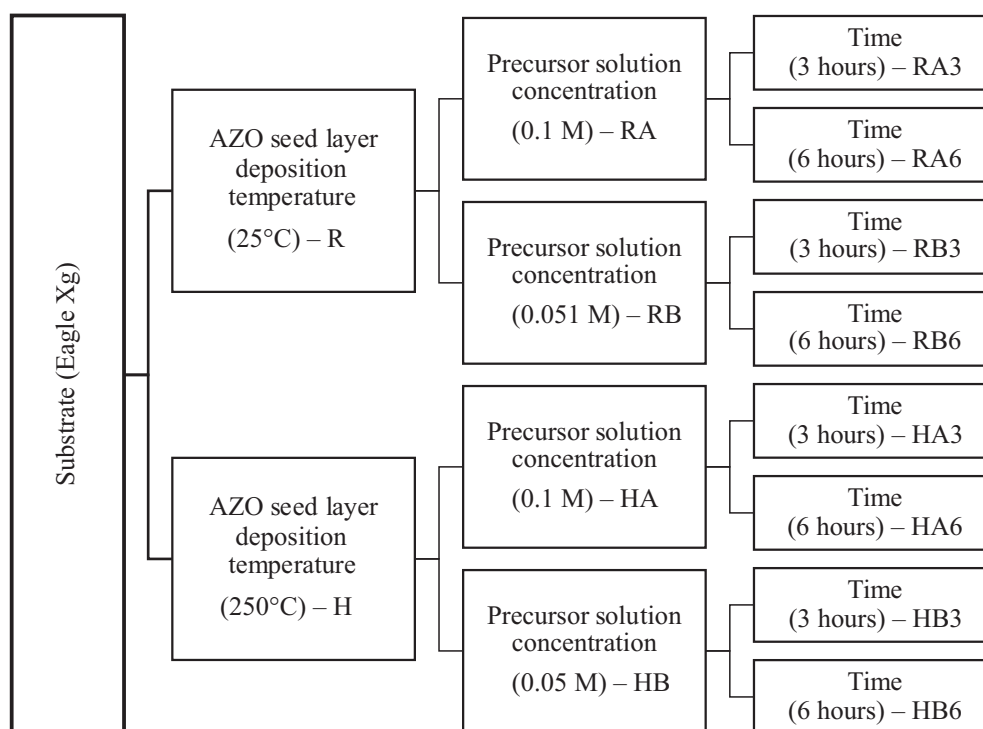 Substrate (Eagle Xg)
AZO seed layer
deposition
temperature
(25°C) – R
Precursor solution
concentration
(0.1 M) – RA
Time
(3 hours) – RA3
Time
(6 hours) – RA6
Precursor solution
concentration
(0.051 M) – RB
Time
(3 hours) – RB3
Time
(6 hours) – RB6
AZO seed layer
deposition
temperature
(250°C) – H
Precursor solution
concentration
(0.1 M) – HA
Time
(3 hours) – HA3
Time
(6 hours) – HA6
Precursor solution
concentration
(0.05 M) – HB
Time
(3 hours) – HB3
Time
(6 hours) – HB6